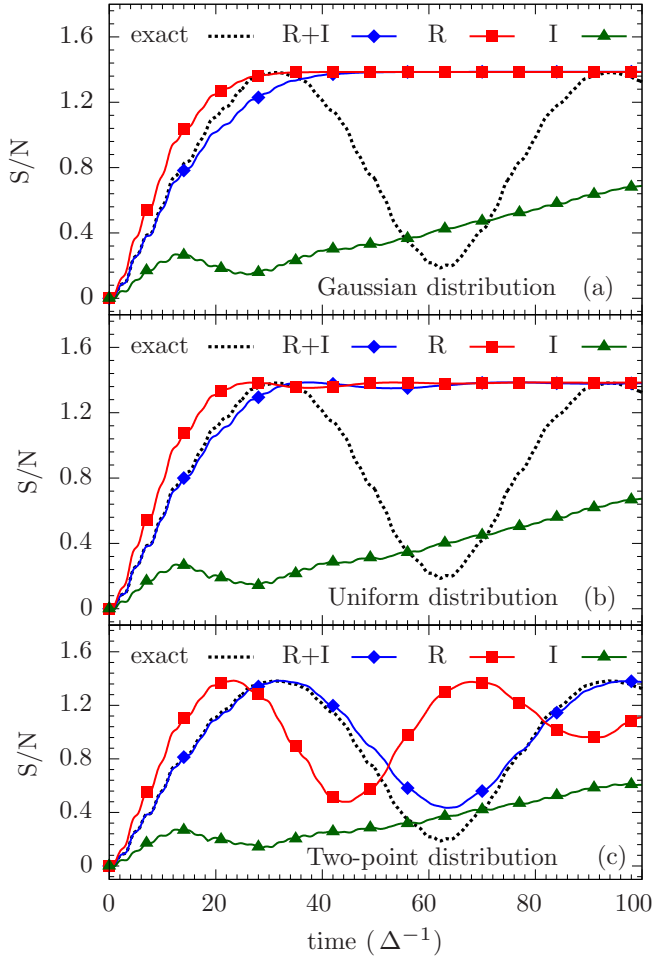 exact R+I R I
1.6
1.2
0.8
0.4
0
S/N
Gaussian distribution (a)
exact R+I R I
1.6
1.2
0.8
0.4
0
S/N
Uniform distribution (b)
exact R+I R I
1.6
1.2
0.8
0.4
0
S/N
Two-point distribution (c)
0 20 40 60 80 100
time (Δ⁻¹)